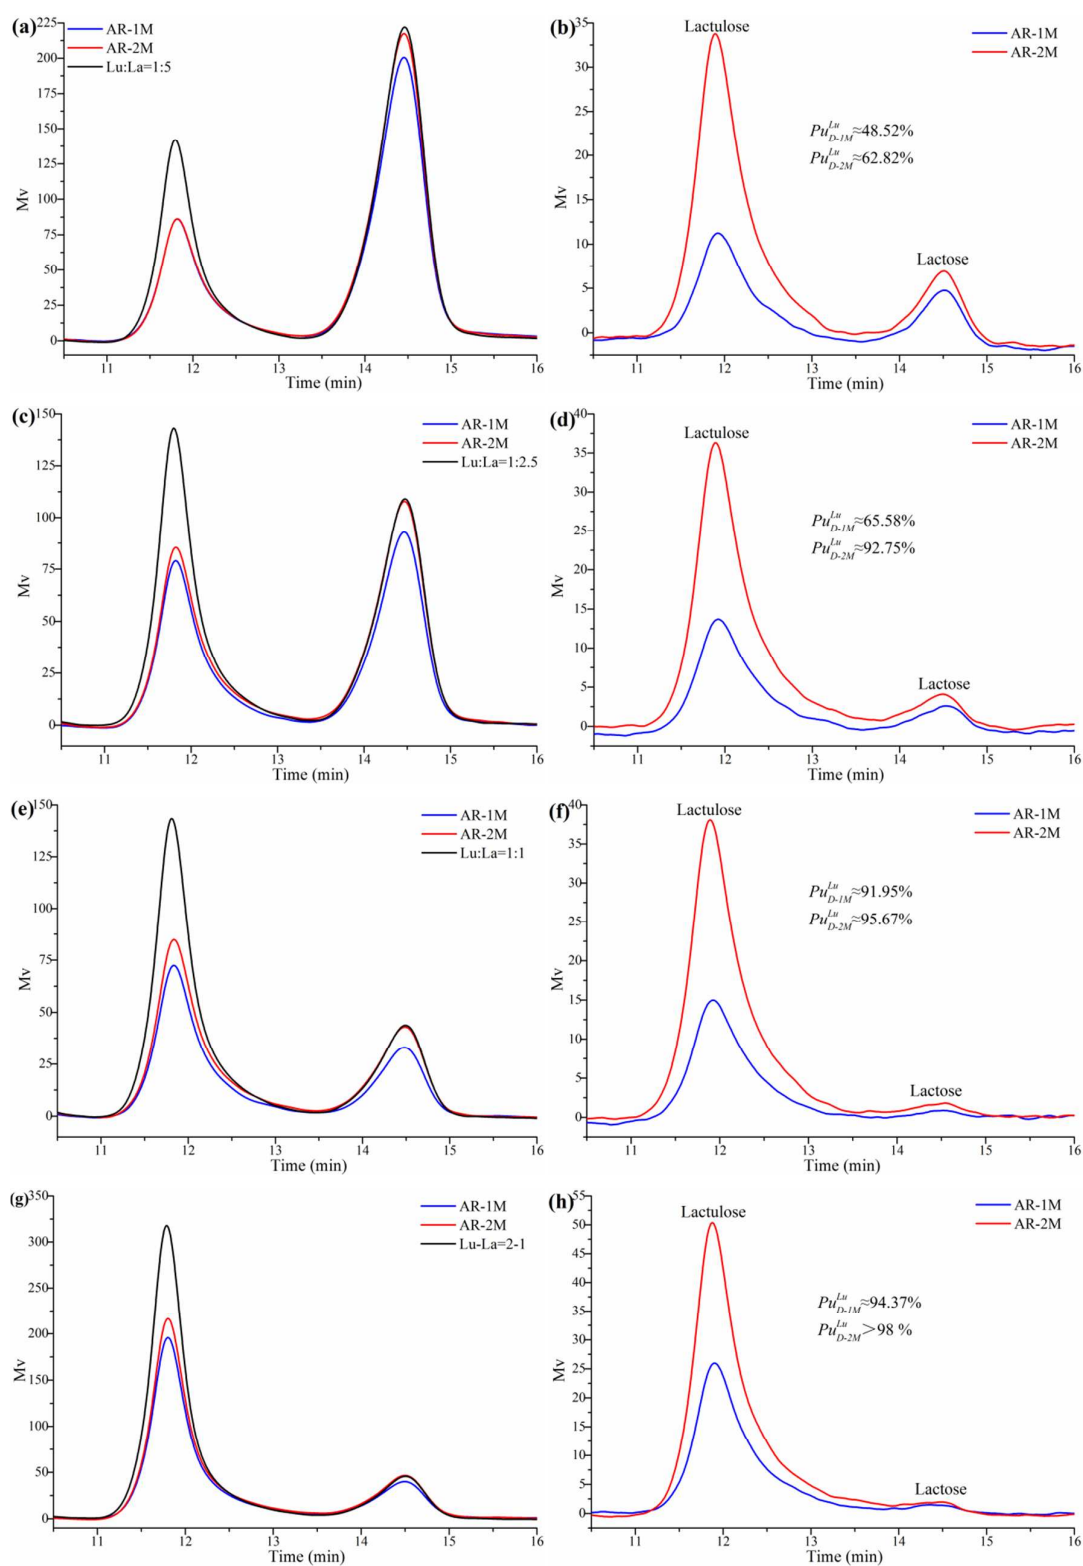 (a)
225
200
175
150
125
100
75
50
25
0
Mv
AR-1M
AR-2M
Lu:La=1:5
11 12 13 14 15 16
Time (min)
(b)
35
30
25
20
15
10
5
0
Mv
Lactulose
AR-1M
AR-2M
Pu^{Lu}_{D-1M}≈48.52%
Pu^{Lu}_{D-2M}≈62.82%
Lactose
11 12 13 14 15 16
Time (min)
(c)
150
125
100
75
50
25
0
Mv
AR-1M
AR-2M
Lu:La=1:2.5
11 12 13 14 15 16
Time (min)
(d)
40
35
30
25
20
15
10
5
0
Mv
Lactulose
AR-1M
AR-2M
Pu^{Lu}_{D-1M}≈65.58%
Pu^{Lu}_{D-2M}≈92.75%
Lactose
11 12 13 14 15 16
Time (min)
(e)
150
125
100
75
50
25
0
Mv
AR-1M
AR-2M
Lu:La=1:1
11 12 13 14 15 16
Time (min)
(f)
40
35
30
25
20
15
10
5
0
Mv
Lactulose
AR-1M
AR-2M
Pu^{Lu}_{D-1M}≈91.95%
Pu^{Lu}_{D-2M}≈95.67%
Lactose
11 12 13 14 15 16
Time (min)
(g)
350
300
250
200
150
100
50
0
Mv
AR-1M
AR-2M
Lu-La=2-1
11 12 13 14 15 16
Time (min)
(h)
55
50
45
40
35
30
25
20
15
10
5
0
Mv
Lactulose
AR-1M
AR-2M
Pu^{Lu}_{D-1M}≈94.37%
Pu^{Lu}_{D-2M}>98 %
Lactose
11 12 13 14 15 16
Time (min)